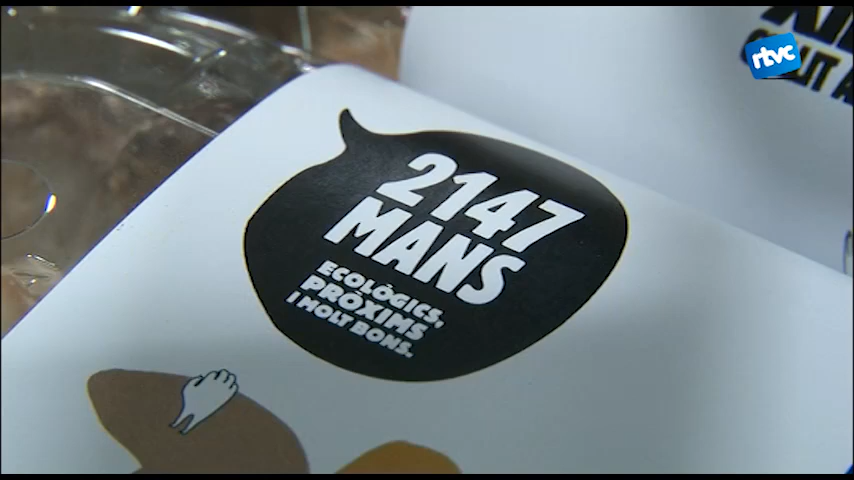 rtvc
2147
MANS
ECOLÒGICS,
PRÒXIMS
I MOLT BONS.